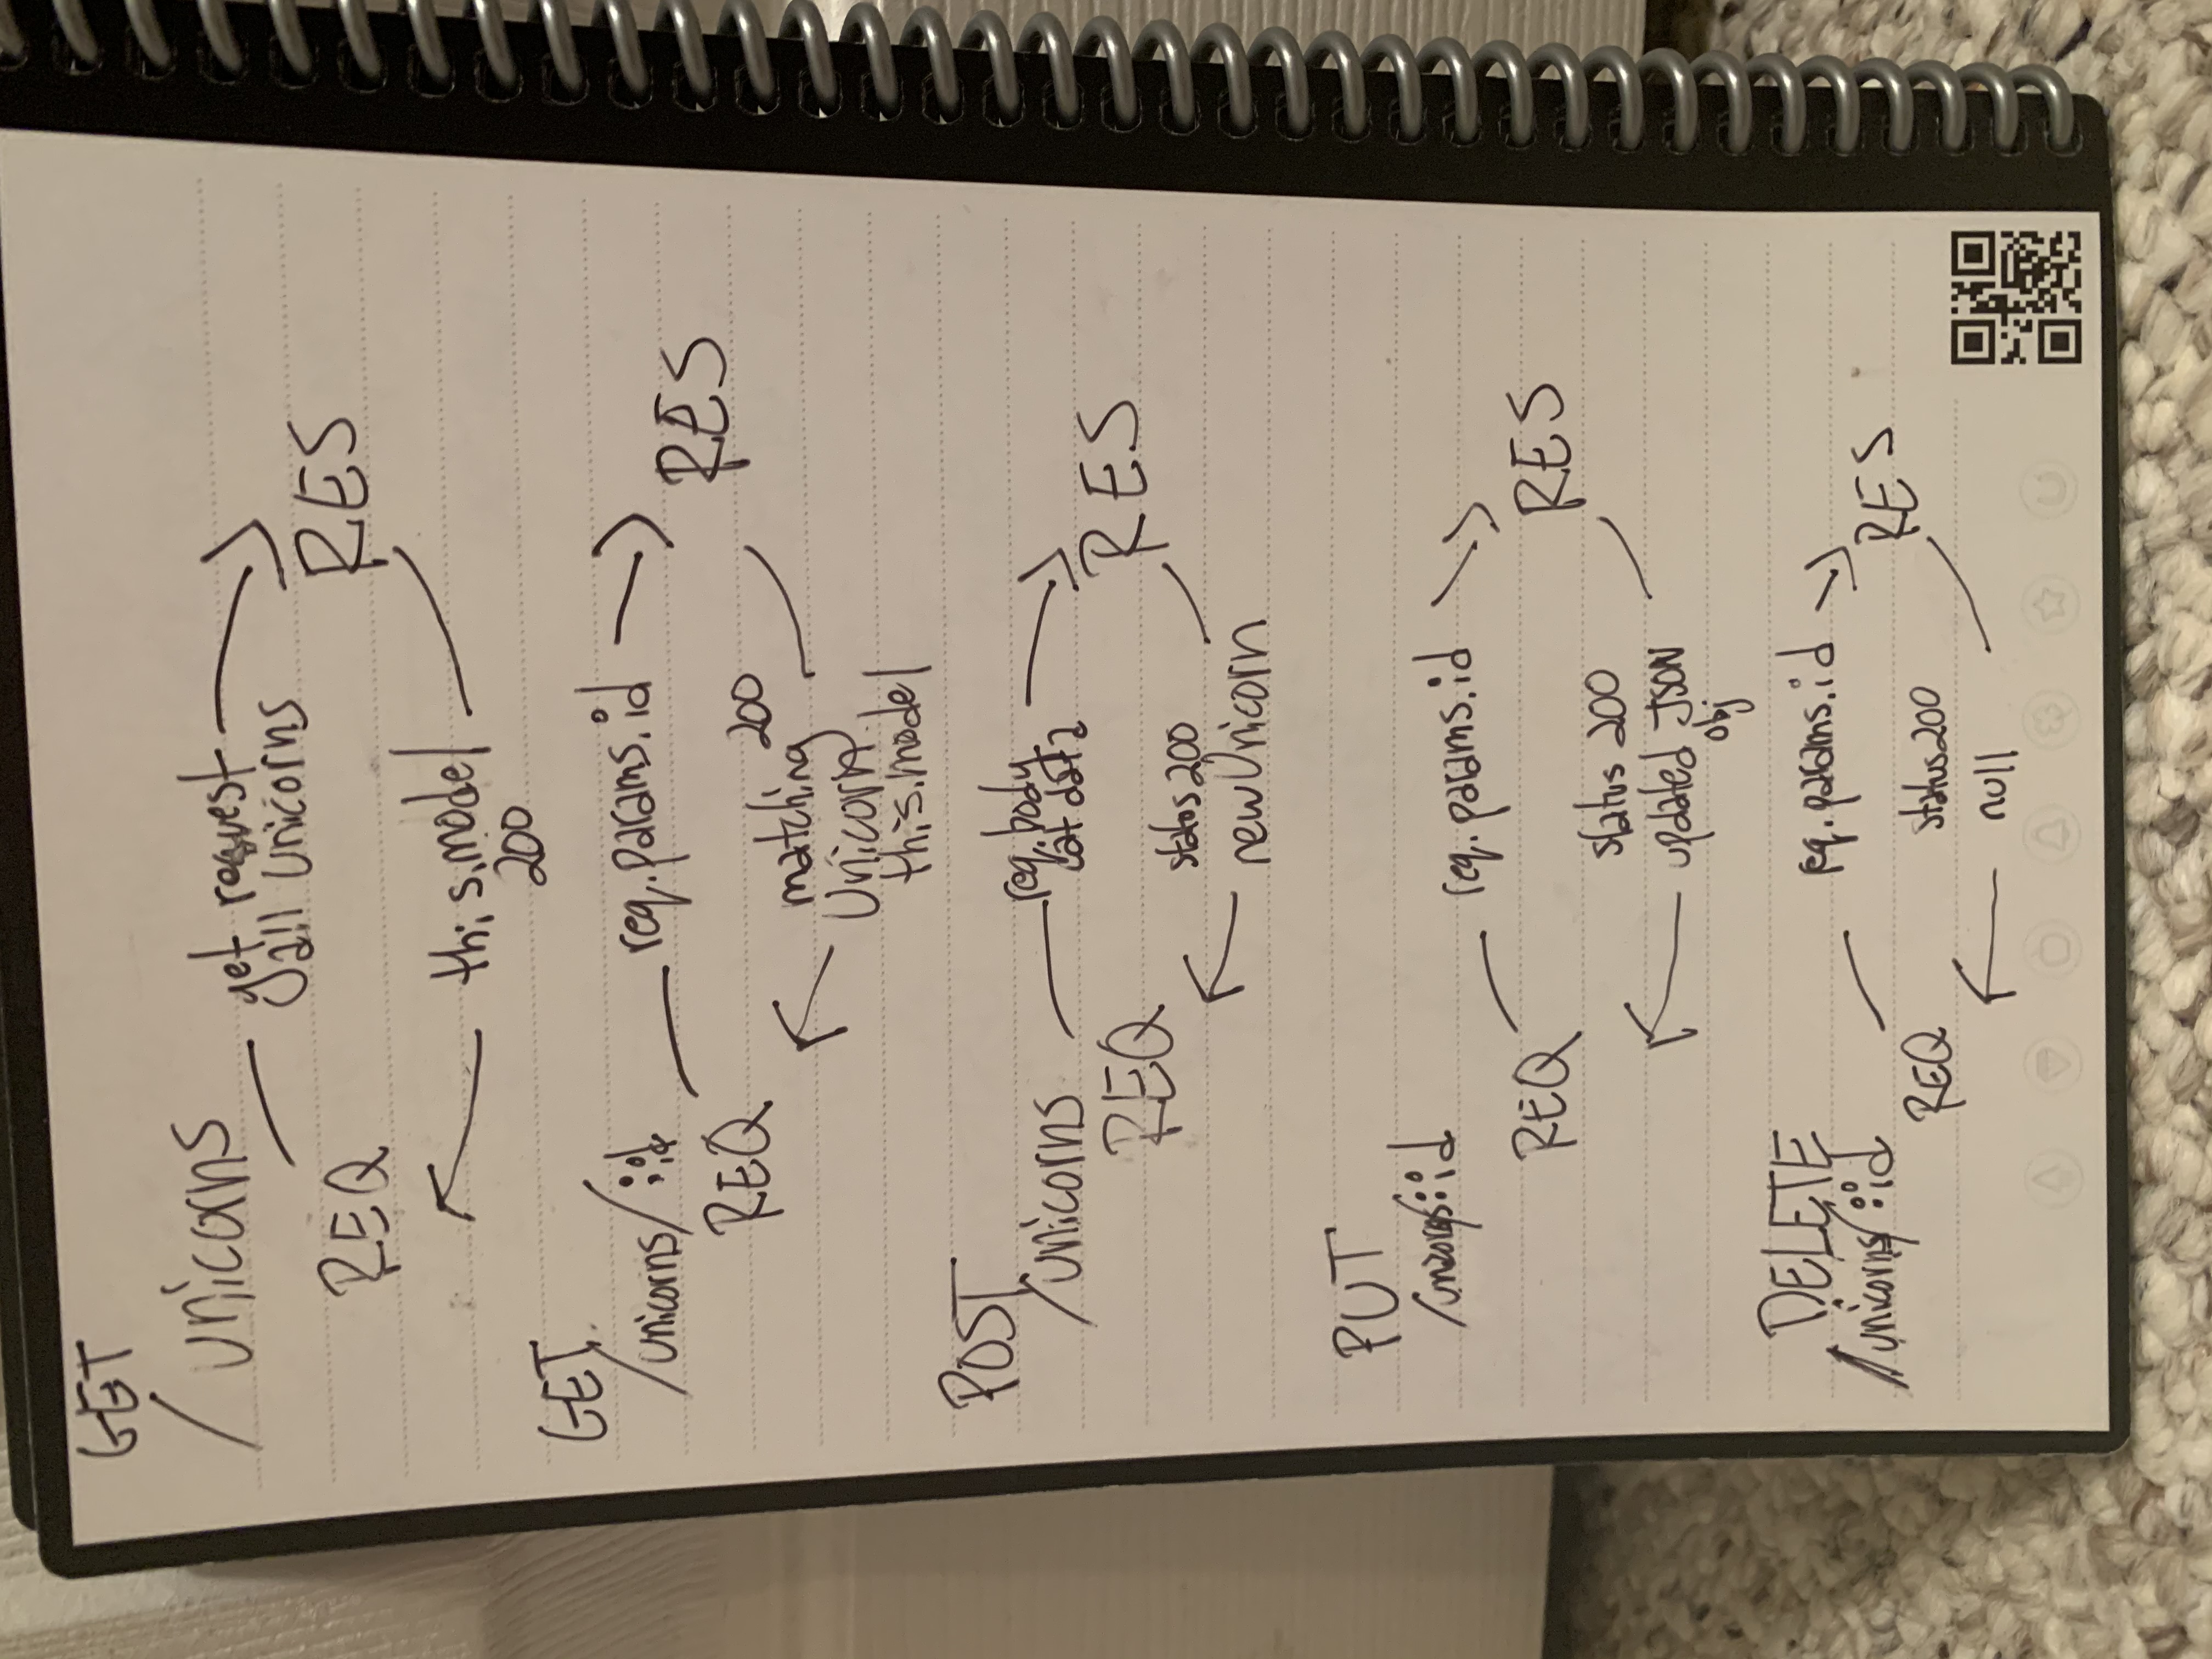 GET
/unicorns
get request
all Unicorns
REQ
RES
this.model
200
GET
/unicorns/:id
req.params.id
REQ
RES
200
matching
Unicorn
this.model
POST
/unicorns
req.body
cat data
REQ
RES
status 200
newUnicorn
PUT
/unicorns/:id
req.params.id
REQ
RES
status 200
updated JSON
obj
DELETE
/unicorns/:id
req.params.id
REQ
RES
status 200
null